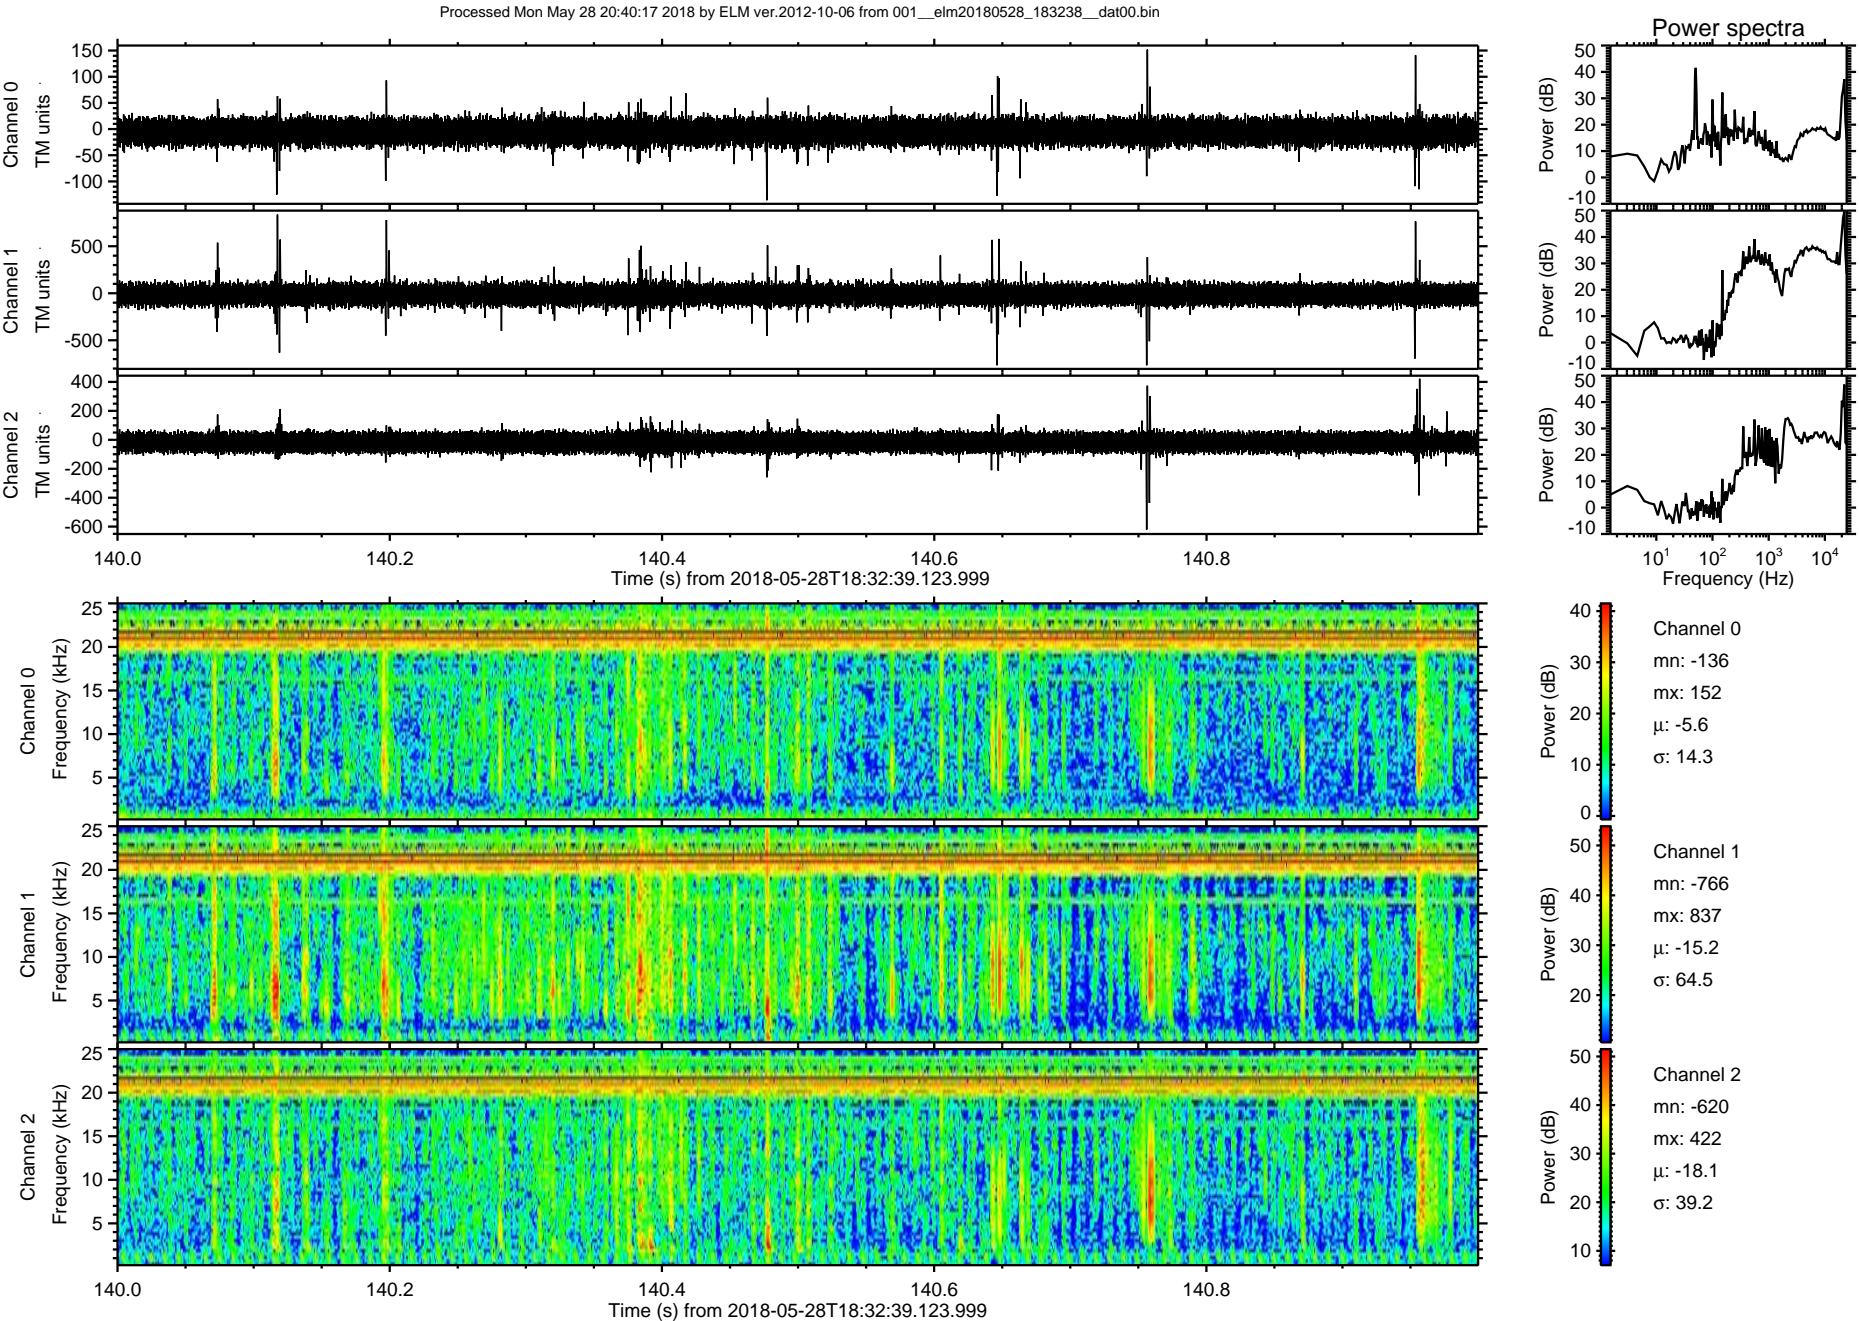 Processed Mon May 28 20:40:17 2018 by ELM ver.2012-10-06 from 001__elm20180528_183238__dat00.bin
Power spectra
Channel 0
TM units
150
100
50
0
-50
-100
Power (dB)
50
40
30
20
10
0
-10
Channel 1
TM units
500
0
-500
Power (dB)
50
40
30
20
10
0
-10
Channel 2
TM units
400
200
0
-200
-400
-600
Power (dB)
50
40
30
20
10
0
-10
140.0 140.2 140.4 140.6 140.8
Time (s) from 2018-05-28T18:32:39.123.999
10¹ 10² 10³ 10⁴
Frequency (Hz)
Channel 0
Frequency (kHz)
25
20
15
10
5
Power (dB)
40
30
20
10
0
Channel 0
mn: -136
mx: 152
μ: -5.6
σ: 14.3
Channel 1
Frequency (kHz)
25
20
15
10
5
Power (dB)
50
40
30
20
Channel 1
mn: -766
mx: 837
μ: -15.2
σ: 64.5
Channel 2
Frequency (kHz)
25
20
15
10
5
Power (dB)
50
40
30
20
10
Channel 2
mn: -620
mx: 422
μ: -18.1
σ: 39.2
140.0 140.2 140.4 140.6 140.8
Time (s) from 2018-05-28T18:32:39.123.999